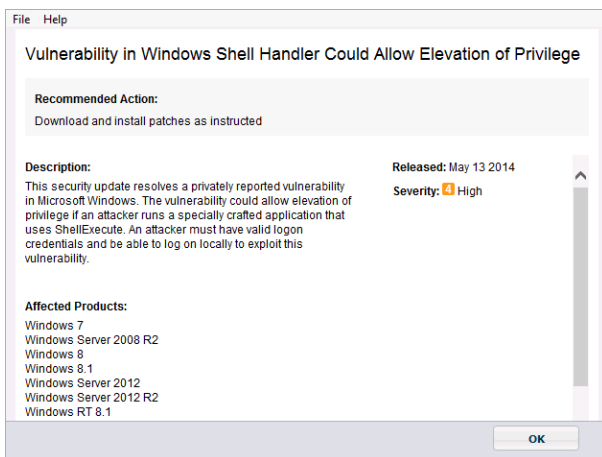 File Help
Vulnerability in Windows Shell Handler Could Allow Elevation of Privilege
Recommended Action:
Download and install patches as instructed
Description:
This security update resolves a privately reported vulnerability
in Microsoft Windows. The vulnerability could allow elevation of
privilege if an attacker runs a specially crafted application that
uses ShellExecute. An attacker must have valid logon
credentials and be able to log on locally to exploit this
vulnerability.
Released: May 13 2014
Severity: 4 High
Affected Products:
Windows 7
Windows Server 2008 R2
Windows 8
Windows 8.1
Windows Server 2012
Windows Server 2012 R2
Windows RT 8.1
OK